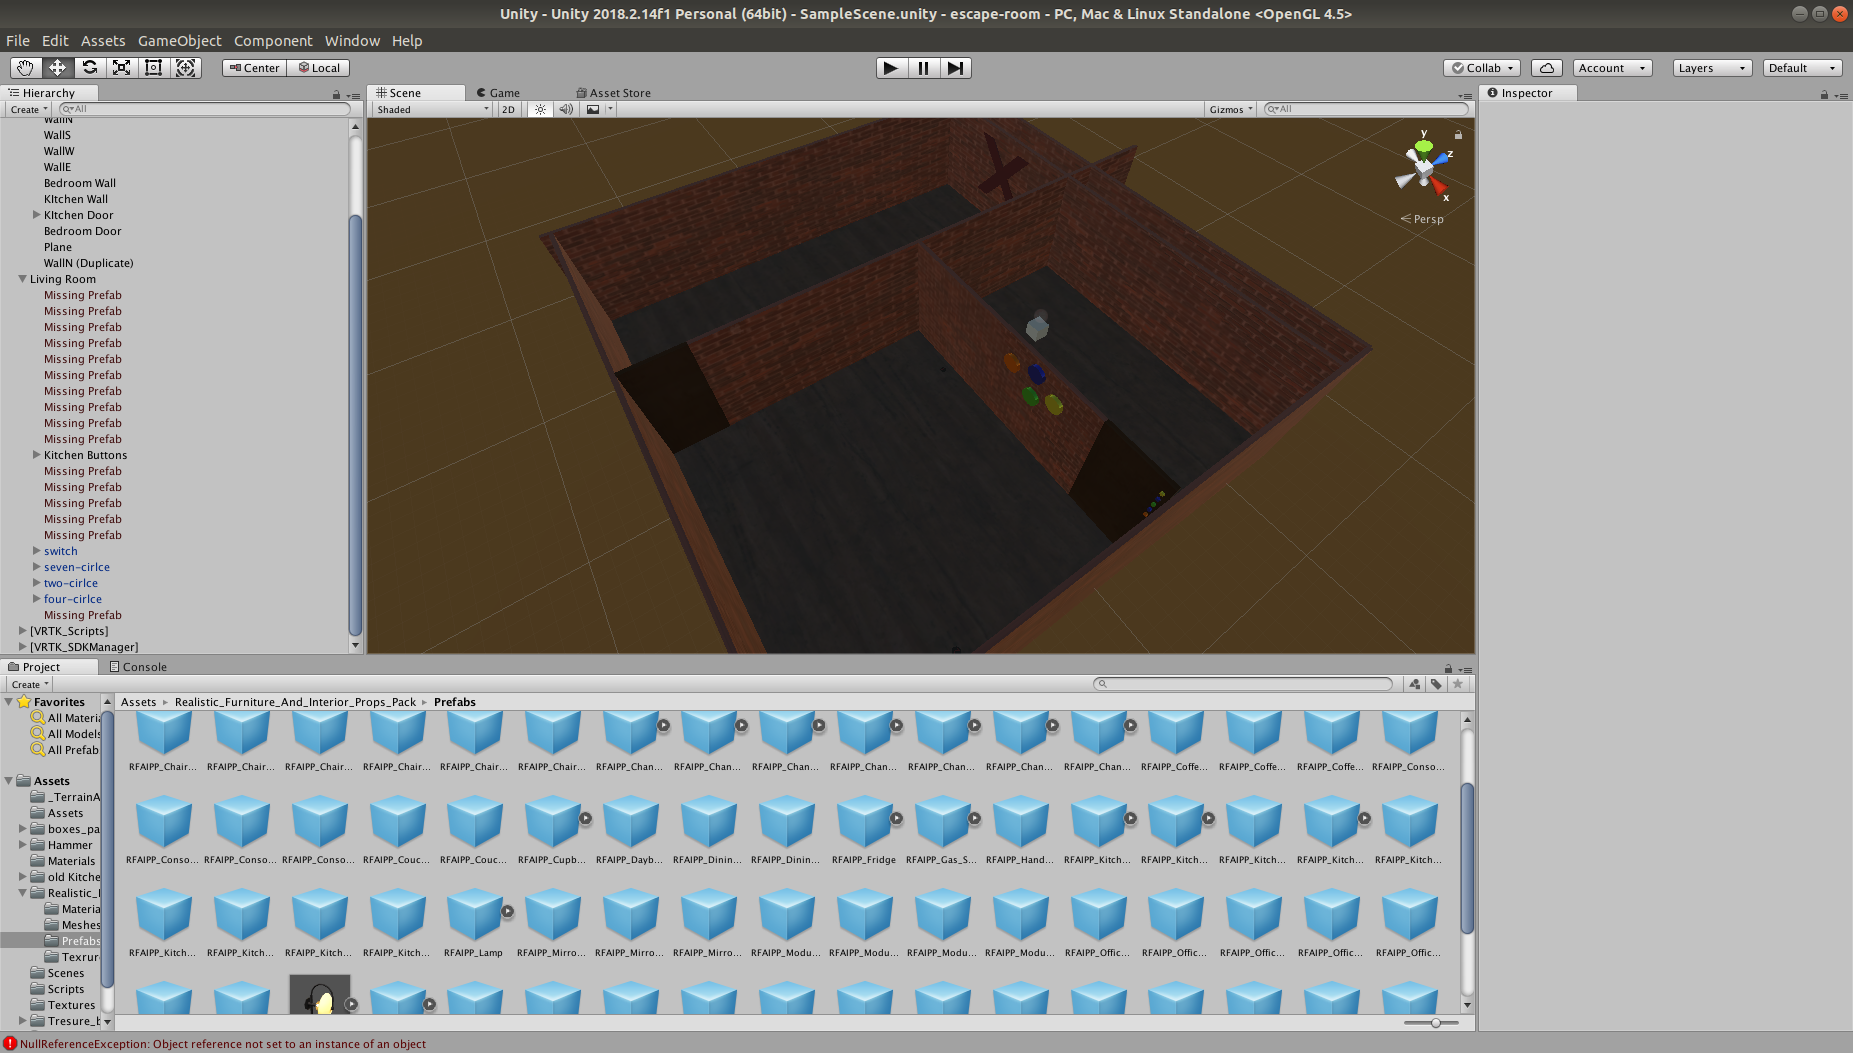 Unity - Unity 2018.2.14f1 Personal (64bit) - SampleScene.unity - escape-room - PC, Mac & Linux Standalone <OpenGL 4.5>
File Edit Assets GameObject Component Window Help
Center Local Collab Account Layers Default
Hierarchy
Create All
WallN
WallS
WallW
WallE
Bedroom Wall
KItchen Wall
KItchen Door
Bedroom Door
Plane
WallN (Duplicate)
Living Room
Missing Prefab
Missing Prefab
Missing Prefab
Missing Prefab
Missing Prefab
Missing Prefab
Missing Prefab
Missing Prefab
Missing Prefab
Missing Prefab
Kitchen Buttons
Missing Prefab
Missing Prefab
Missing Prefab
Missing Prefab
Missing Prefab
switch
seven-cirlce
two-cirlce
four-cirlce
Missing Prefab
[VRTK_Scripts]
[VRTK_SDKManager]
Scene Game Asset Store
Shaded 2D Gizmos All
y
z
x
Persp
Inspector
Project Console
Create
Favorites
All Materia
All Models
All Prefab
Assets
_TerrainA
Assets
boxes_pa
Hammer
Materials
old Kitche
Realistic_
Materia
Meshes
Prefabs
Texrur
Scenes
Scripts
Textures
Tresure_b
Assets Realistic_Furniture_And_Interior_Props_Pack Prefabs
RFAIPP_Chair... RFAIPP_Chair... RFAIPP_Chair... RFAIPP_Chair... RFAIPP_Chair... RFAIPP_Chair... RFAIPP_Chan... RFAIPP_Chan... RFAIPP_Chan... RFAIPP_Chan... RFAIPP_Chan... RFAIPP_Chan... RFAIPP_Chan... RFAIPP_Coffe... RFAIPP_Coffe... RFAIPP_Coffe... RFAIPP_Conso...
RFAIPP_Conso... RFAIPP_Conso... RFAIPP_Conso... RFAIPP_Couc... RFAIPP_Couc... RFAIPP_Cupb... RFAIPP_Dayb... RFAIPP_Dinin... RFAIPP_Dinin... RFAIPP_Fridge RFAIPP_Gas_S... RFAIPP_Hand... RFAIPP_Kitch... RFAIPP_Kitch... RFAIPP_Kitch... RFAIPP_Kitch... RFAIPP_Kitch...
RFAIPP_Kitch... RFAIPP_Kitch... RFAIPP_Kitch... RFAIPP_Kitch... RFAIPP_Lamp RFAIPP_Mirro... RFAIPP_Mirro... RFAIPP_Mirro... RFAIPP_Modu... RFAIPP_Modu... RFAIPP_Modu... RFAIPP_Modu... RFAIPP_Offic... RFAIPP_Offic... RFAIPP_Offic... RFAIPP_Offic... RFAIPP_Offic...
NullReferenceException: Object reference not set to an instance of an object